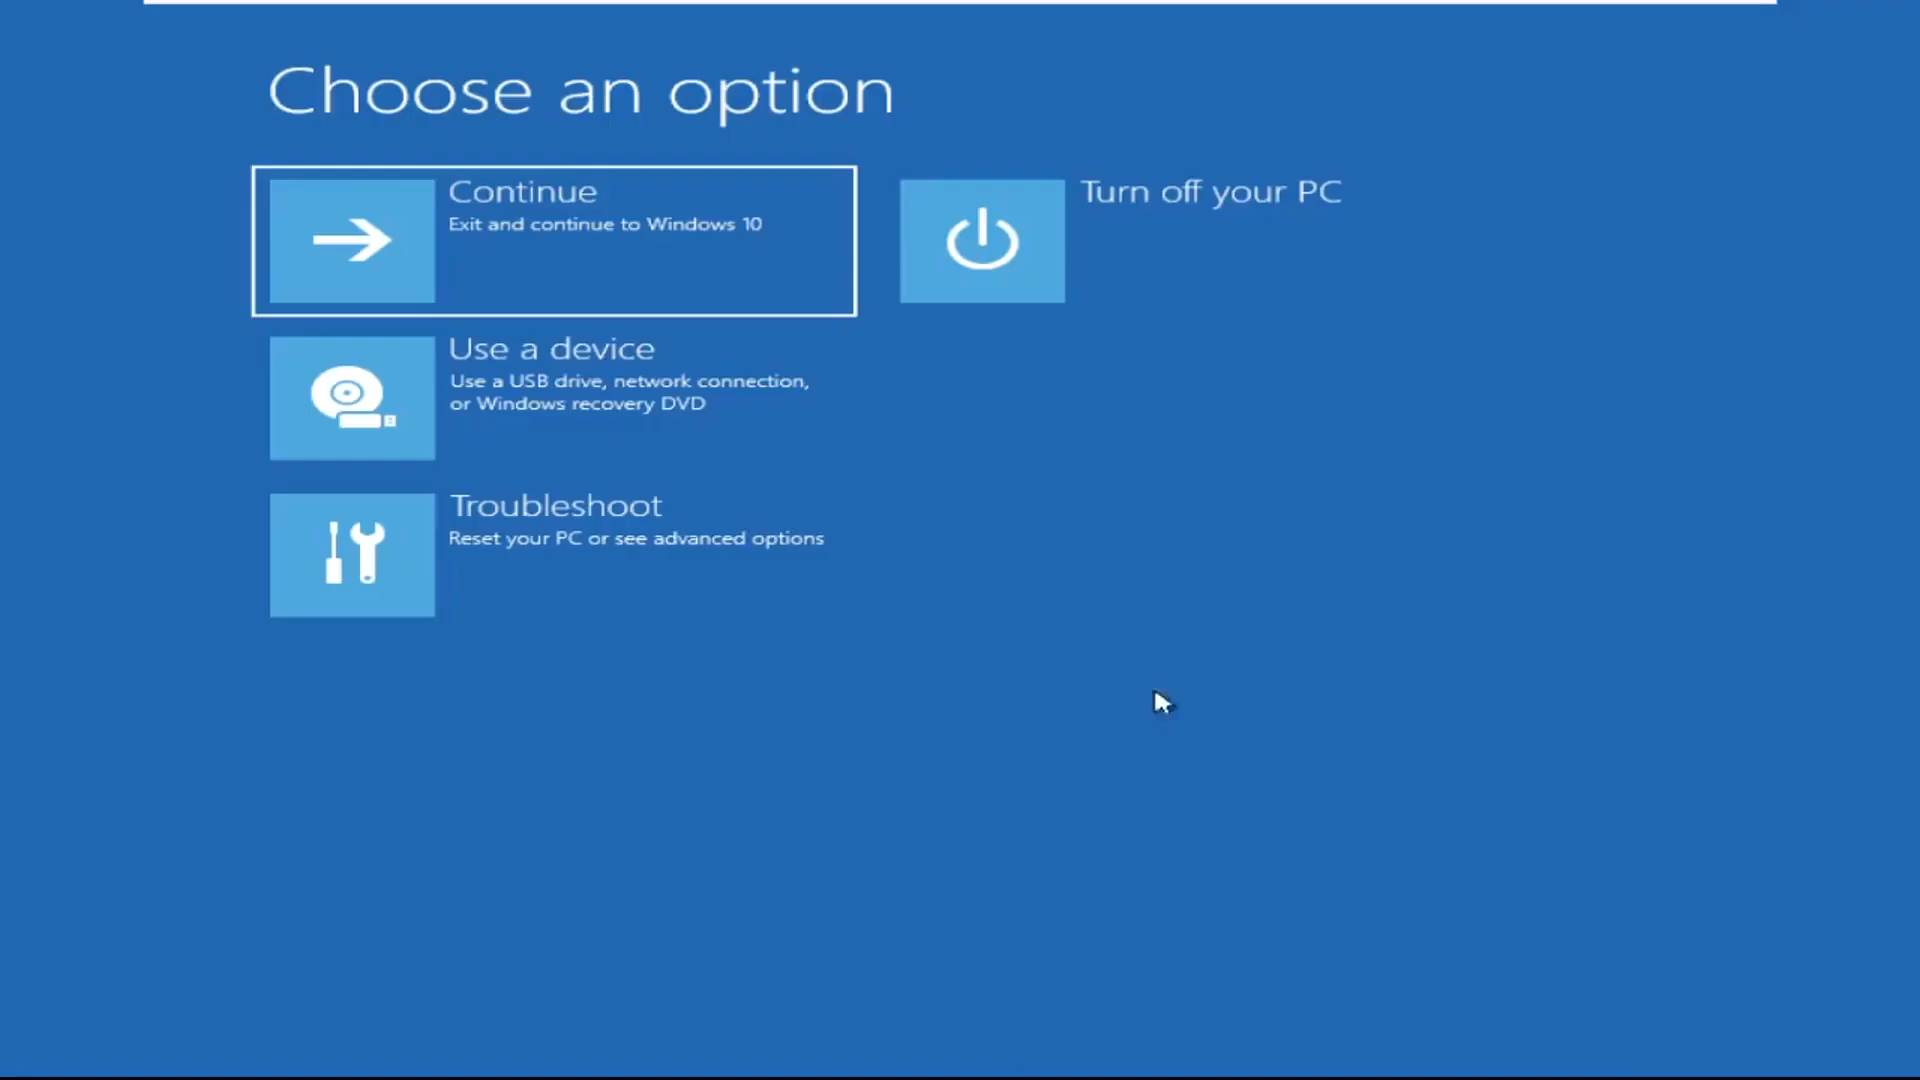 Choose an option
Continue
Exit and continue to Windows 10
Turn off your PC
Use a device
Use a USB drive, network connection,
or Windows recovery DVD
Troubleshoot
Reset your PC or see advanced options